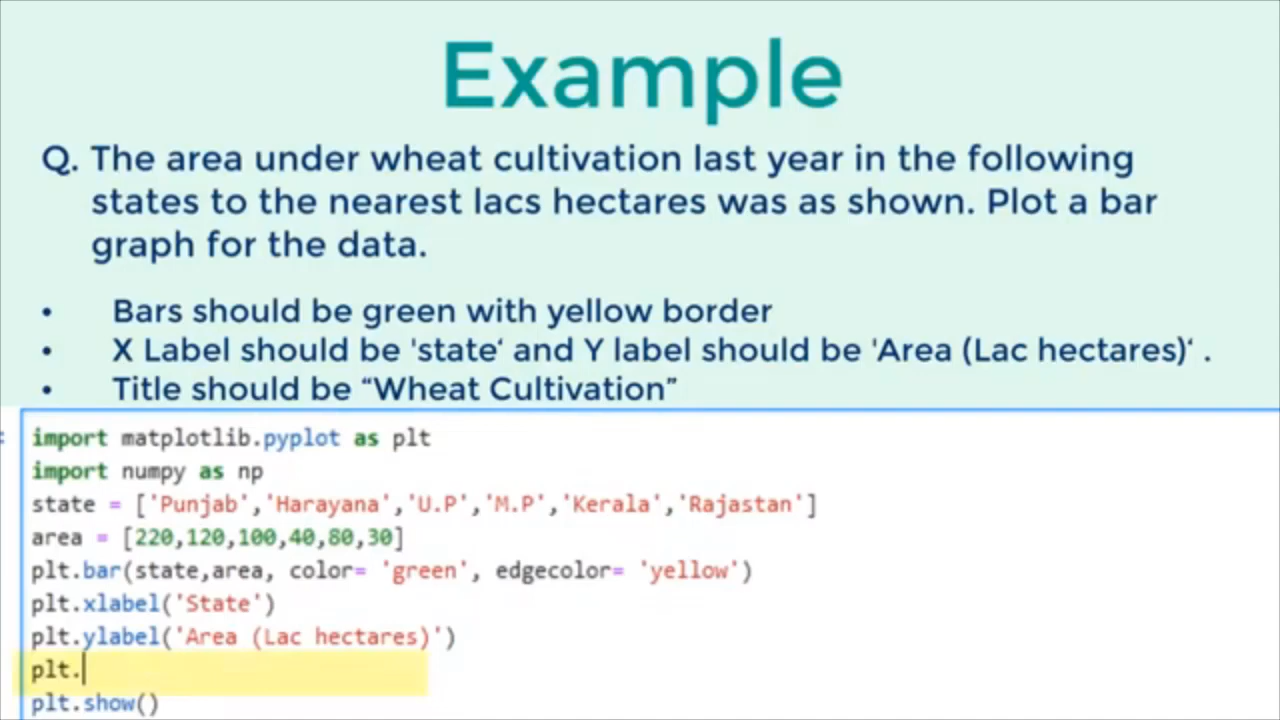 Example
Q. The area under wheat cultivation last year in the following
states to the nearest lacs hectares was as shown. Plot a bar
graph for the data.
• Bars should be green with yellow border
• X Label should be 'state‘ and Y label should be 'Area (Lac hectares)‘ .
• Title should be “Wheat Cultivation”
import matplotlib.pyplot as plt
import numpy as np
state = ['Punjab','Harayana','U.P','M.P','Kerala','Rajastan']
area = [220,120,100,40,80,30]
plt.bar(state,area, color= 'green', edgecolor= 'yellow')
plt.xlabel('State')
plt.ylabel('Area (Lac hectares)')
plt.
plt.show()